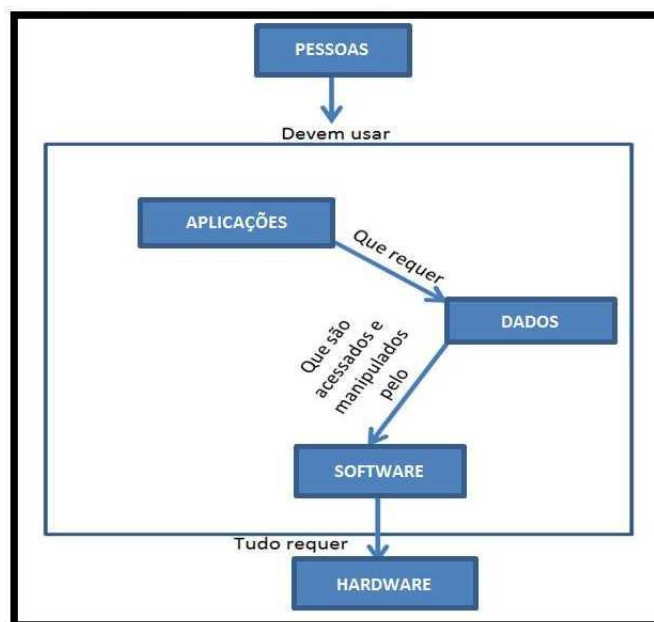 PESSOAS
Devem usar
APLICAÇÕES
Que requer
DADOS
Que são
acessados e
manipulados
pelo
SOFTWARE
Tudo requer
HARDWARE